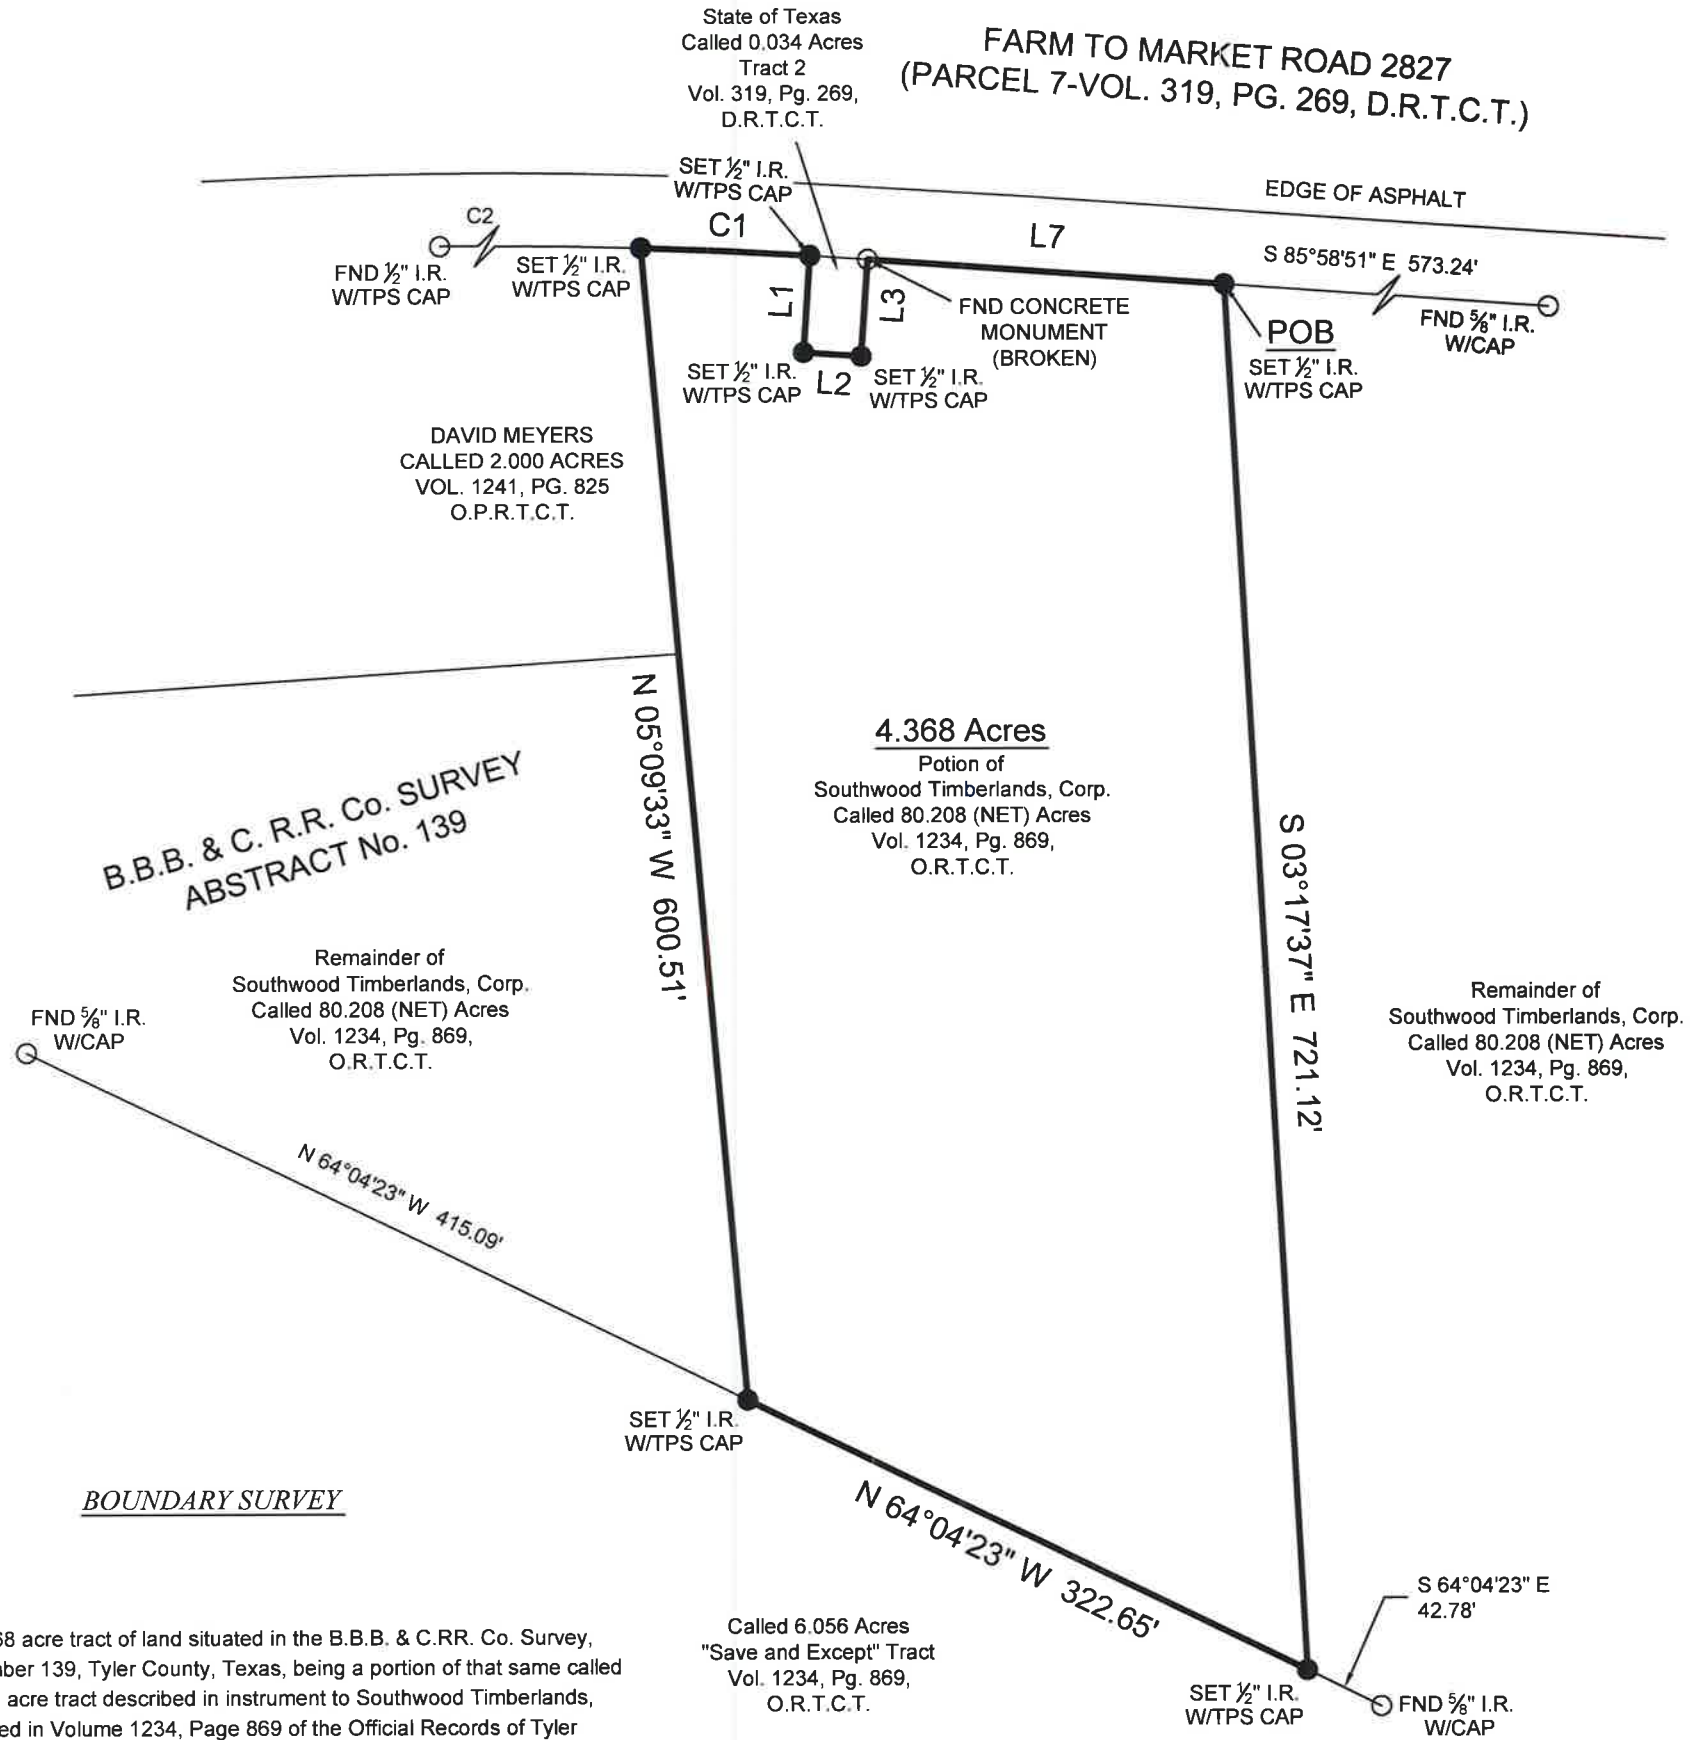 State of Texas
Called 0.034 Acres
Tract 2
Vol. 319, Pg. 269,
D.R.T.C.T.
FARM TO MARKET ROAD 2827
(PARCEL 7-VOL. 319, PG. 269, D.R.T.C.T.)
SET ½" I.R.
W/TPS CAP
EDGE OF ASPHALT
C2
C1
L7
S 85°58'51" E 573.24'
FND ½" I.R.
W/TPS CAP
SET ½" I.R.
W/TPS CAP
L1
L3
FND CONCRETE
MONUMENT
(BROKEN)
POB
SET ½" I.R.
W/TPS CAP
FND ⅝" I.R.
W/CAP
SET ½" I.R.
W/TPS CAP
L2
SET ½" I.R.
W/TPS CAP
DAVID MEYERS
CALLED 2.000 ACRES
VOL. 1241, PG. 825
O.P.R.T.C.T.
N 05°09'33" W 600.51'
4.368 Acres
Potion of
Southwood Timberlands, Corp.
Called 80.208 (NET) Acres
Vol. 1234, Pg. 869,
O.R.T.C.T.
S 03°17'37" E 721.12'
B.B.B. & C. R.R. Co. SURVEY
ABSTRACT No. 139
Remainder of
Southwood Timberlands, Corp.
Called 80.208 (NET) Acres
Vol. 1234, Pg. 869,
O.R.T.C.T.
Remainder of
Southwood Timberlands, Corp.
Called 80.208 (NET) Acres
Vol. 1234, Pg. 869,
O.R.T.C.T.
FND ⅝" I.R.
W/CAP
N 64°04'23" W 415.09'
SET ½" I.R.
W/TPS CAP
N 64°04'23" W 322.65'
BOUNDARY SURVEY
S 64°04'23" E
42.78'
SET ½" I.R.
W/TPS CAP
FND ⅝" I.R.
W/CAP
Called 6.056 Acres
"Save and Except" Tract
Vol. 1234, Pg. 869,
O.R.T.C.T.
68 acre tract of land situated in the B.B.B. & C.RR. Co. Survey,
ber 139, Tyler County, Texas, being a portion of that same called
acre tract described in instrument to Southwood Timberlands,
ed in Volume 1234, Page 869 of the Official Records of Tyler